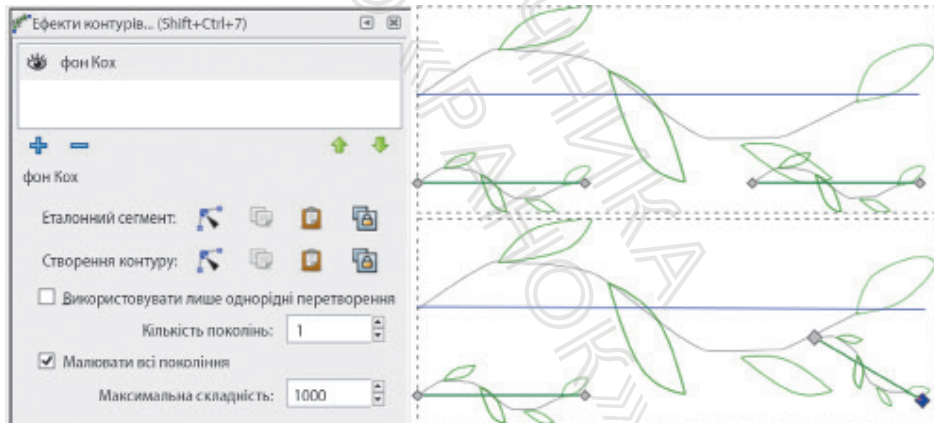 Ефекти контурів... (Shift+Ctrl+7)
фон Кох
фон Кох
Еталонний сегмент:
Створення контуру:
Використовувати лише однорідні перетворення
Кількість поколінь: 1
Малювати всі покоління
Максимальна складність: 1000
РАНОК